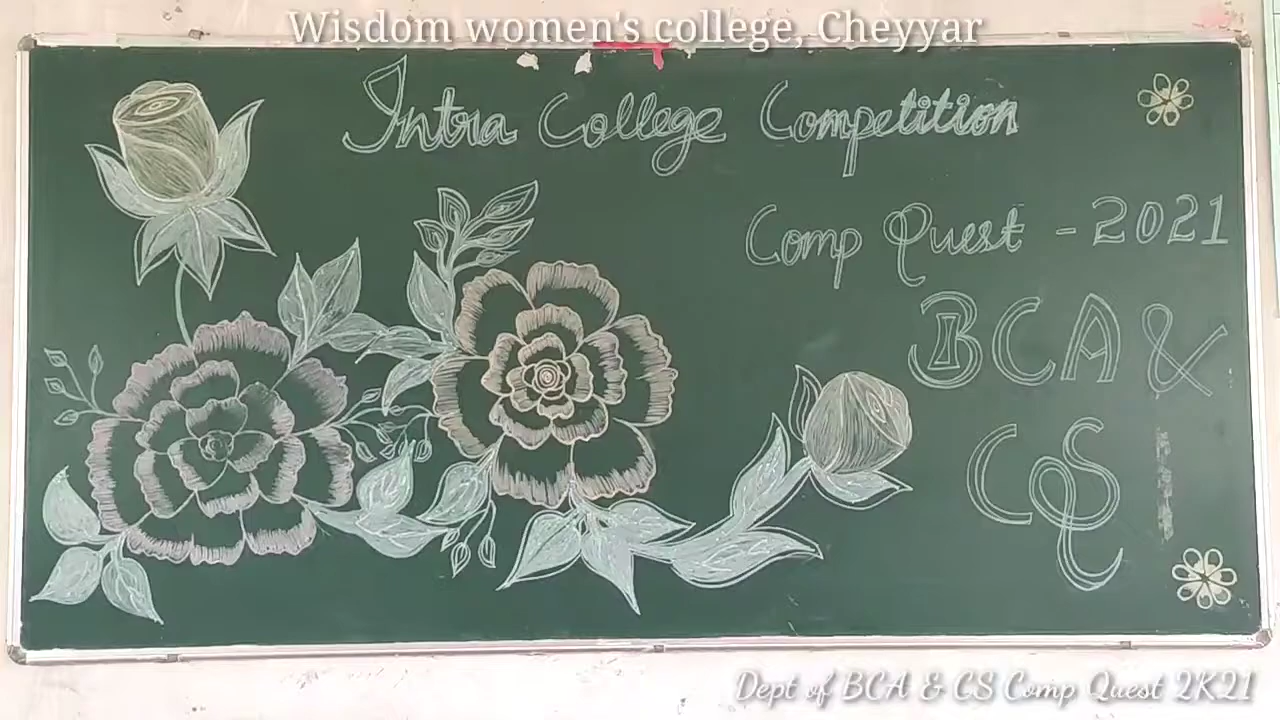 Wisdom women's college, Cheyyar
Intra College Competition
Comp Quest - 2021
BCA &
CS
Dept of BCA & CS Comp Quest 2K21